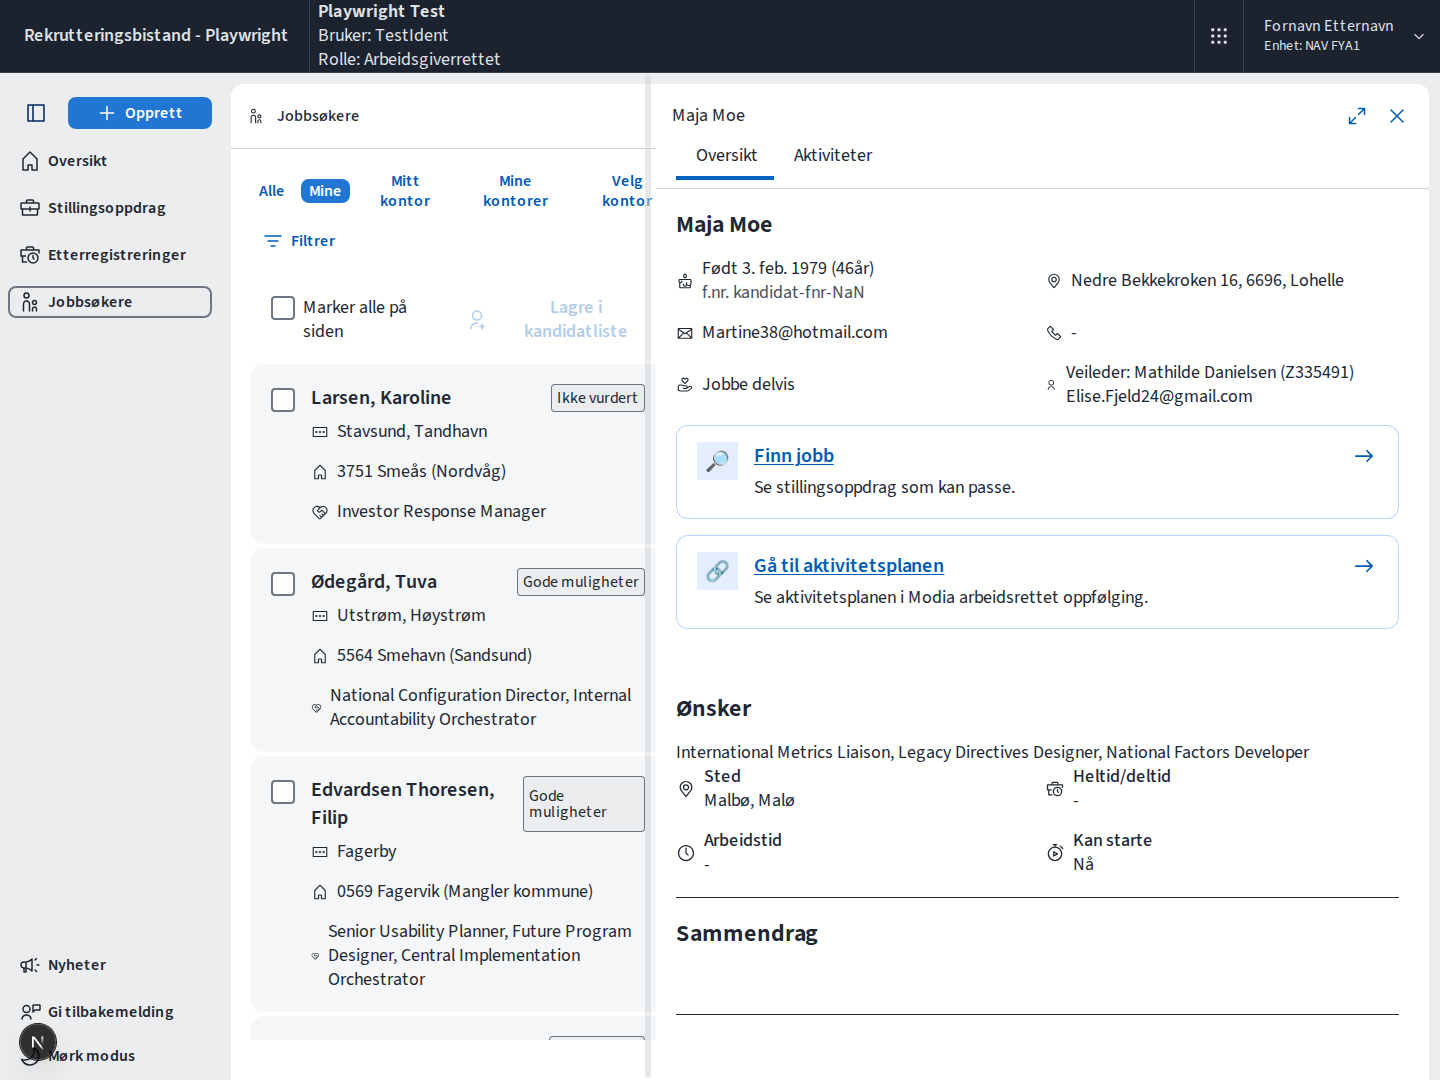 Rekrutteringsbistand - Playwright
Playwright Test
Bruker: TestIdent
Rolle: Arbeidsgiverrettet
Fornavn Etternavn
Enhet: NAV FYA1
Opprett
Oversikt
Stillingsoppdrag
Etterregistreringer
Jobbsøkere
Nyheter
Gi tilbakemelding
N
Mørk modus
Jobbsøkere
Alle
Mine
Mitt
kontor
Mine
kontorer
Velg
kontor
Filtrer
Marker alle på
siden
Lagre i
kandidatliste
Larsen, Karoline
Ikke vurdert
Stavsund, Tandhavn
3751 Smeås (Nordvåg)
Investor Response Manager
Ødegård, Tuva
Gode muligheter
Utstrøm, Høystrøm
5564 Smehavn (Sandsund)
National Configuration Director, Internal
Accountability Orchestrator
Edvardsen Thoresen,
Filip
Gode
muligheter
Fagerby
0569 Fagervik (Mangler kommune)
Senior Usability Planner, Future Program
Designer, Central Implementation
Orchestrator
Maja Moe
Oversikt
Aktiviteter
Maja Moe
Født 3. feb. 1979 (46år)
f.nr. kandidat-fnr-NaN
Nedre Bekkekroken 16, 6696, Lohelle
Martine38@hotmail.com
-
Jobbe delvis
Veileder: Mathilde Danielsen (Z335491)
Elise.Fjeld24@gmail.com
Finn jobb
Se stillingsoppdrag som kan passe.
Gå til aktivitetsplanen
Se aktivitetsplanen i Modia arbeidsrettet oppfølging.
Ønsker
International Metrics Liaison, Legacy Directives Designer, National Factors Developer
Sted
Malbø, Malø
Heltid/deltid
-
Arbeidstid
-
Kan starte
Nå
Sammendrag